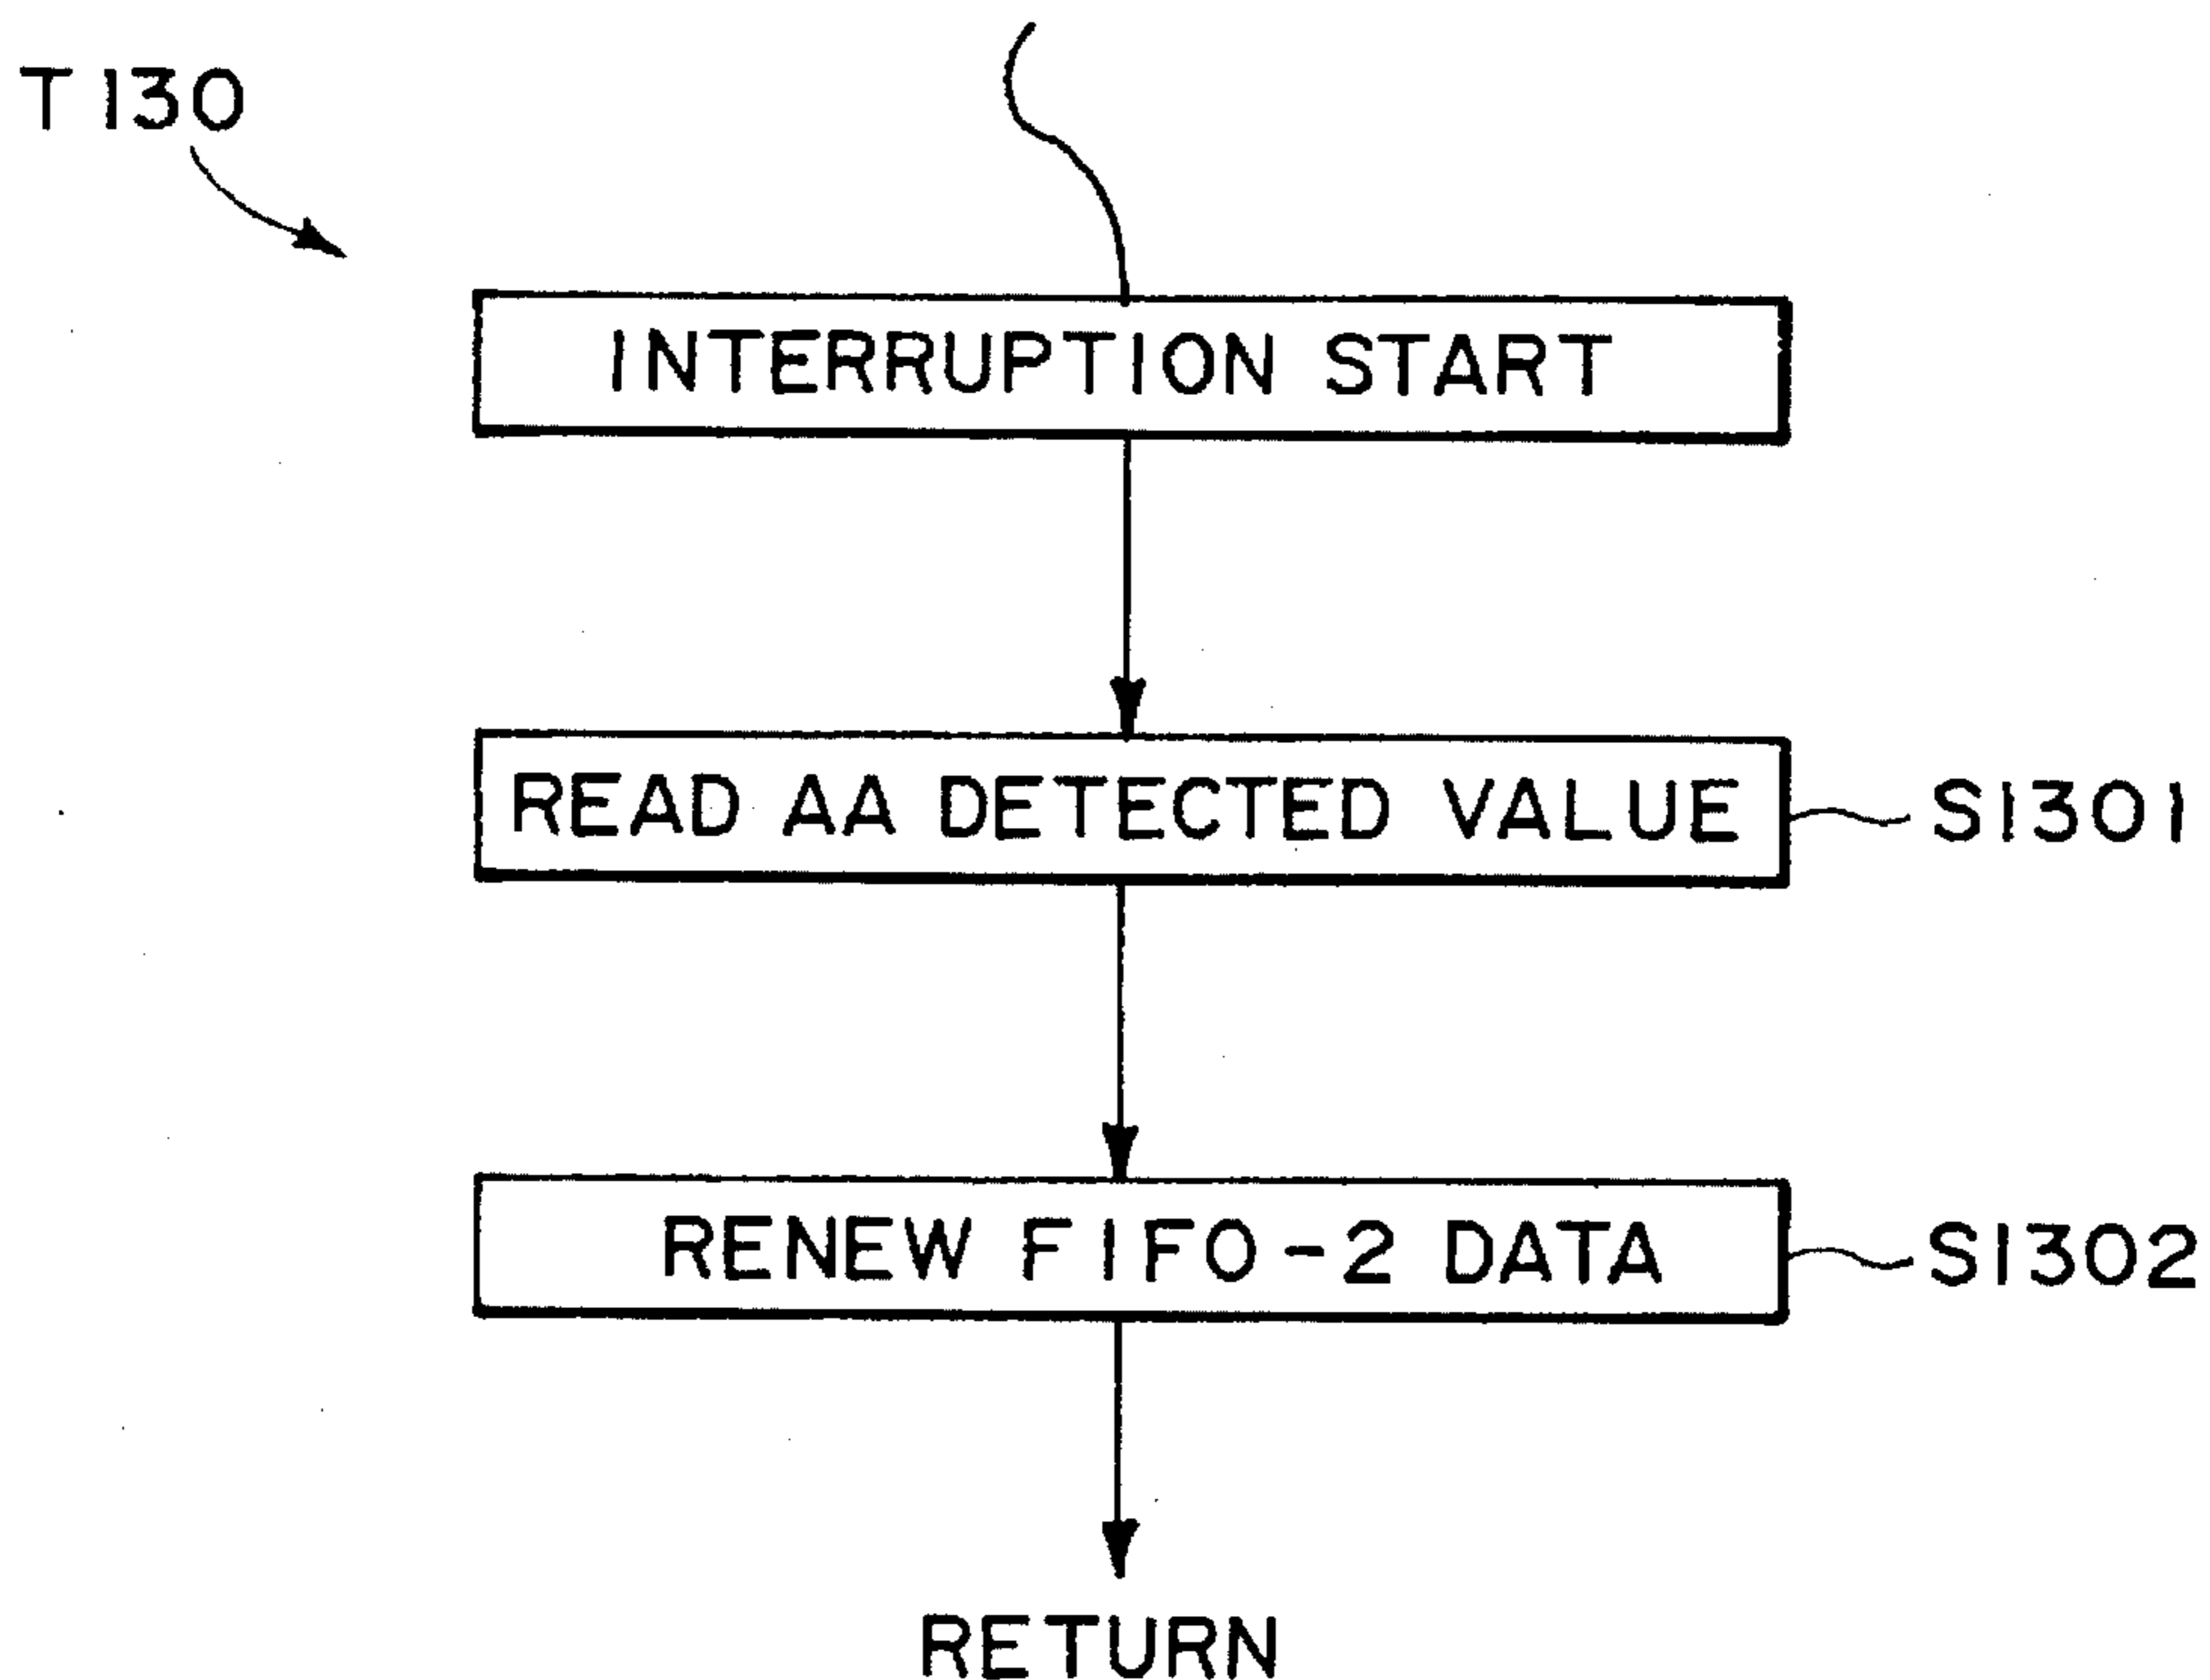 T130
INTERRUPTION START
READ AA DETECTED VALUE
S1301
RENEW FIFO-2 DATA
S1302
RETURN